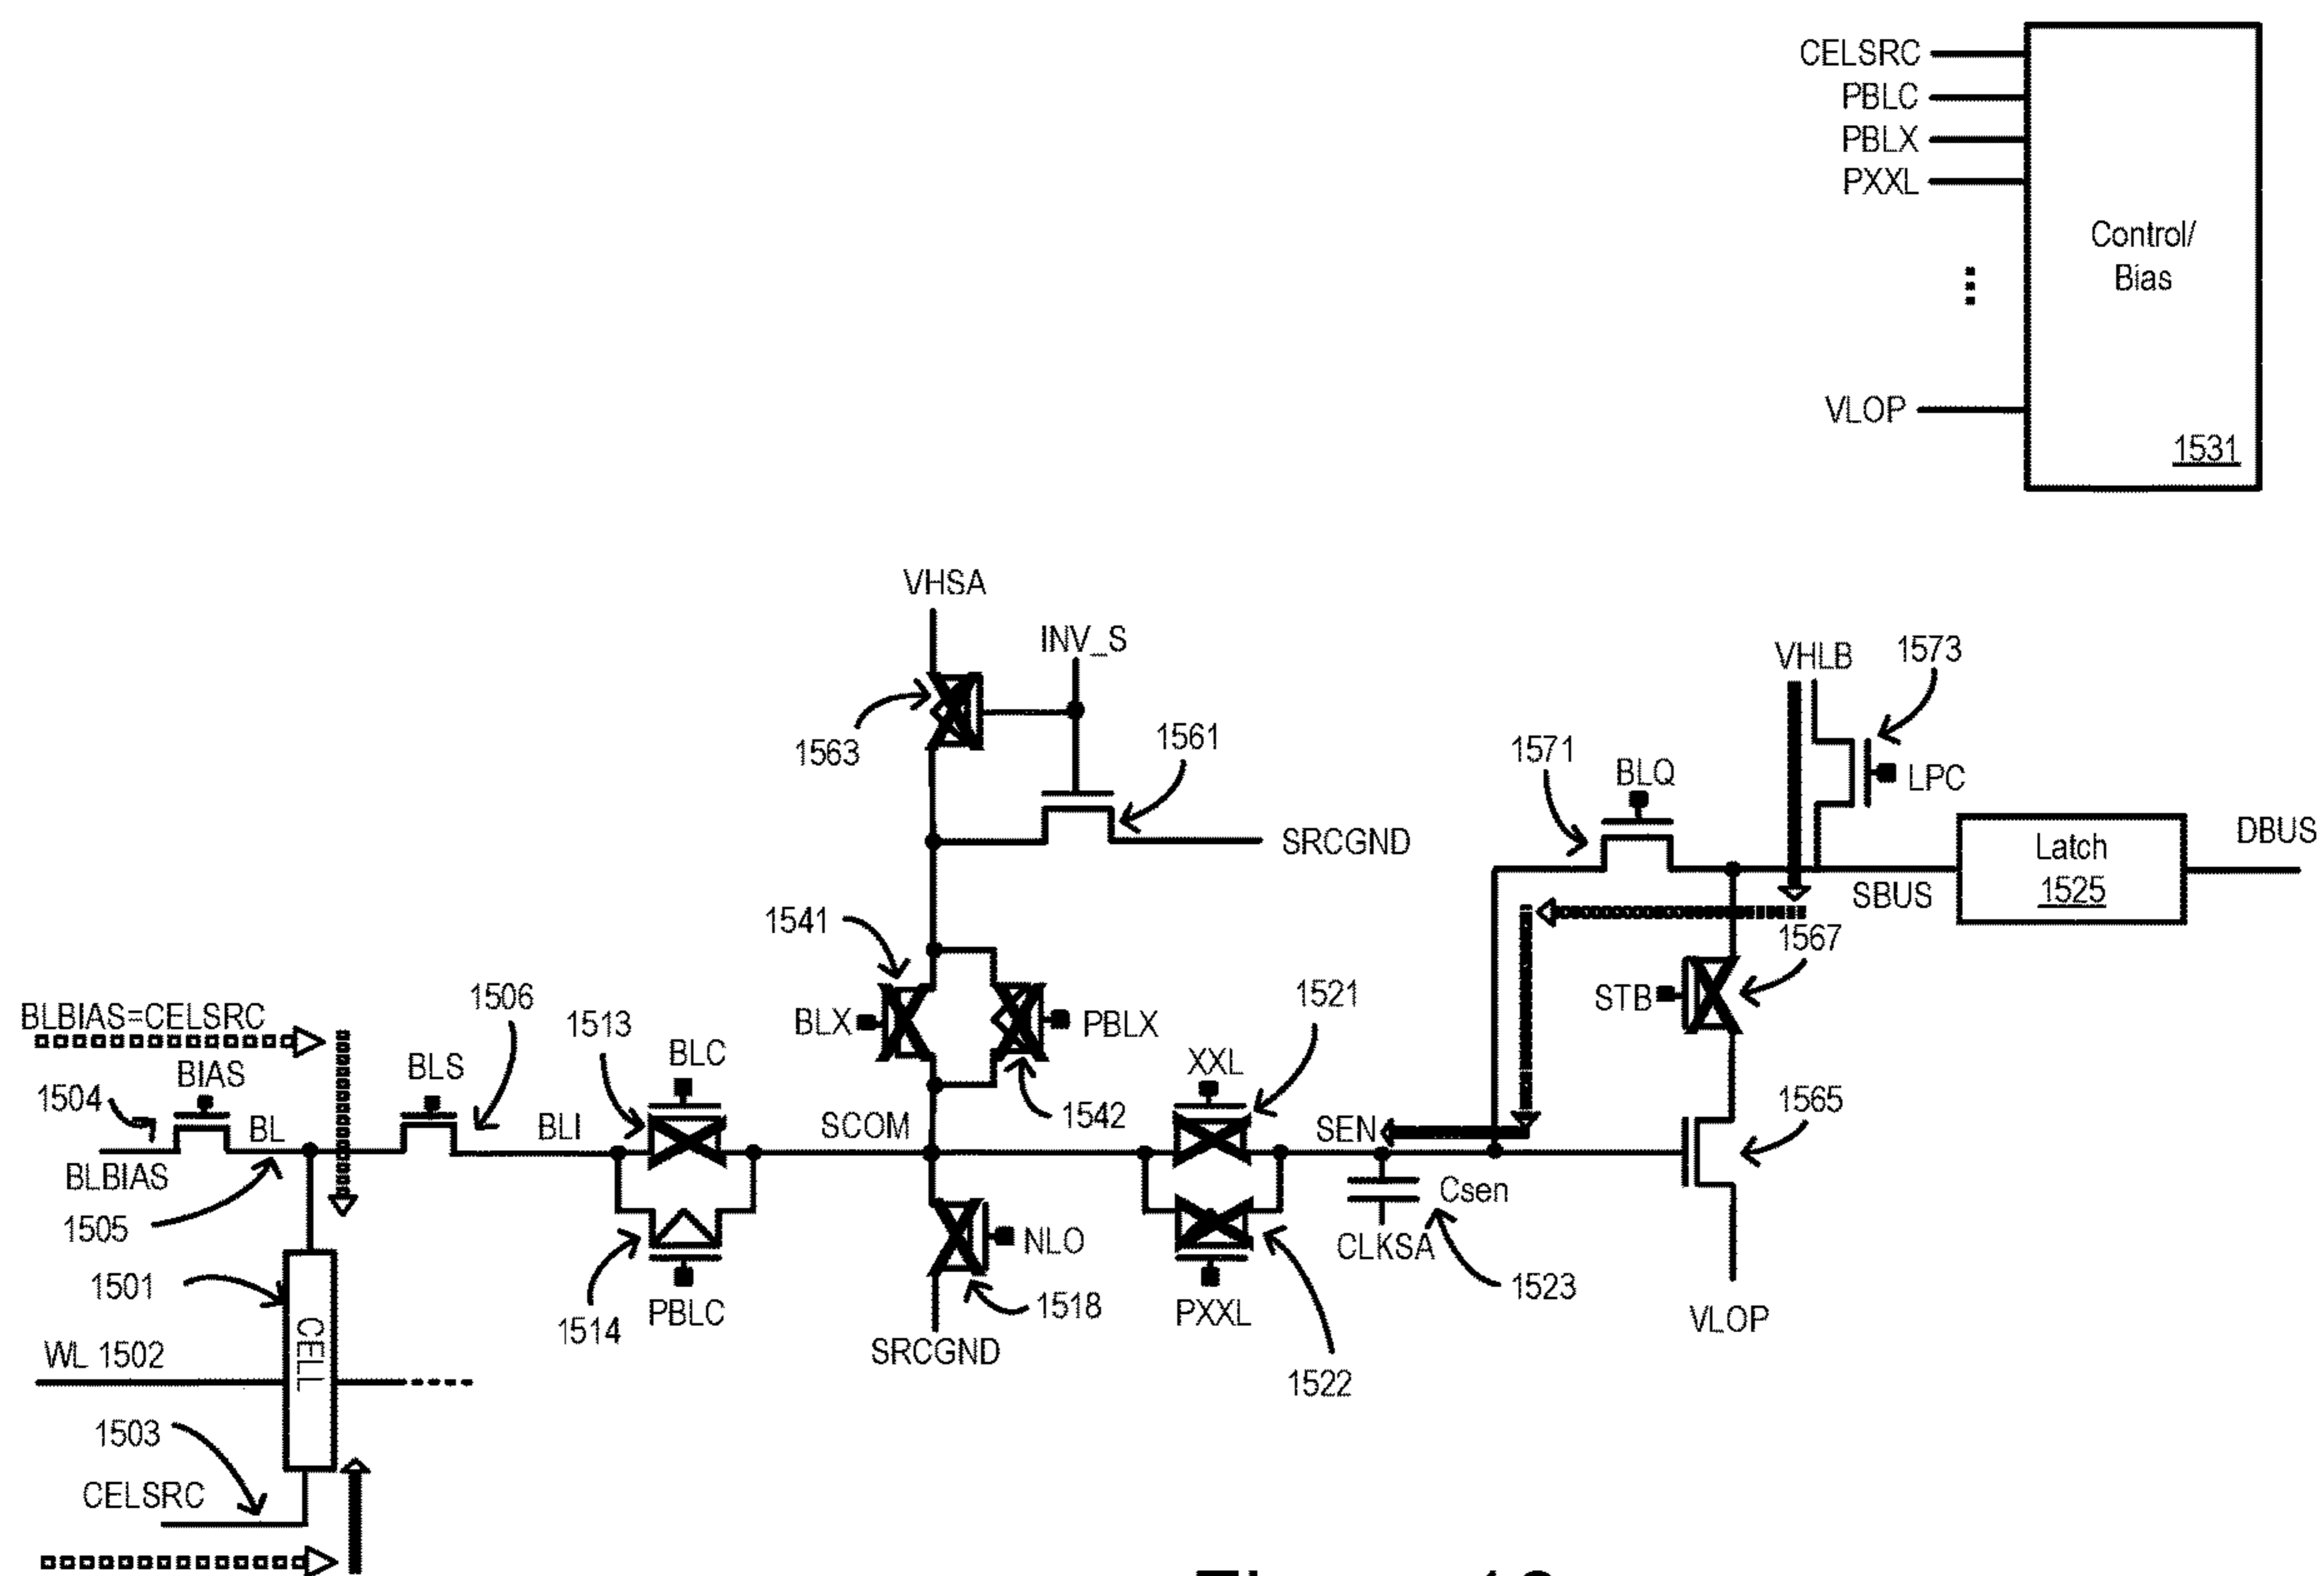 CELSRC
PBLC
PBLX
PXXL
Control/
Bias
VLOP
1531
VHSA
INV_S
1563
1561
SRCGND
VHLB
1573
1571
BLQ
LPC
Latch
1525
DBUS
SBUS
1541
BLX
PBLX
1542
1567
STB
BLBIAS=CELSRC
1506
1504
BIAS
BL
BLS
BLI
1513
BLC
SCOM
1521
XXL
SEN
1565
BLBIAS
1505
1514
PBLC
NLO
1518
SRCGND
PXXL
1522
Csen
CLKSA
1523
VLOP
1501
CELL
WL 1502
1503
CELSRC